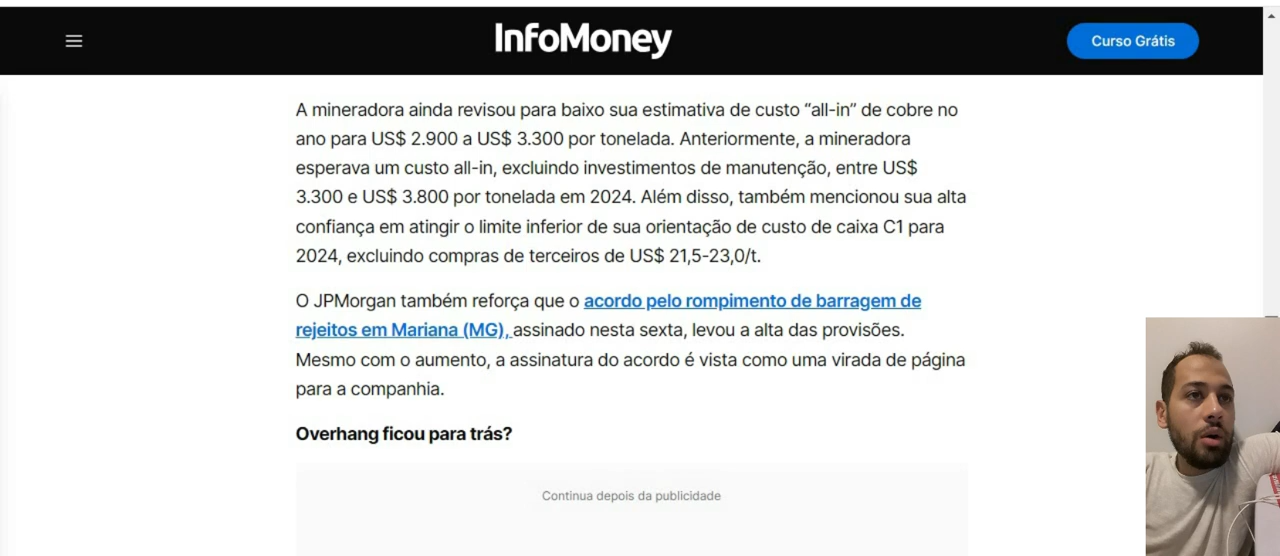 InfoMoney
Curso Grátis
A mineradora ainda revisou para baixo sua estimativa de custo “all-in” de cobre no
ano para US$ 2.900 a US$ 3.300 por tonelada. Anteriormente, a mineradora
esperava um custo all-in, excluindo investimentos de manutenção, entre US$
3.300 e US$ 3.800 por tonelada em 2024. Além disso, também mencionou sua alta
confiança em atingir o limite inferior de sua orientação de custo de caixa C1 para
2024, excluindo compras de terceiros de US$ 21,5-23,0/t.
O JPMorgan também reforça que o acordo pelo rompimento de barragem de
rejeitos em Mariana (MG), assinado nesta sexta, levou a alta das provisões.
Mesmo com o aumento, a assinatura do acordo é vista como uma virada de página
para a companhia.
Overhang ficou para trás?
Continua depois da publicidade